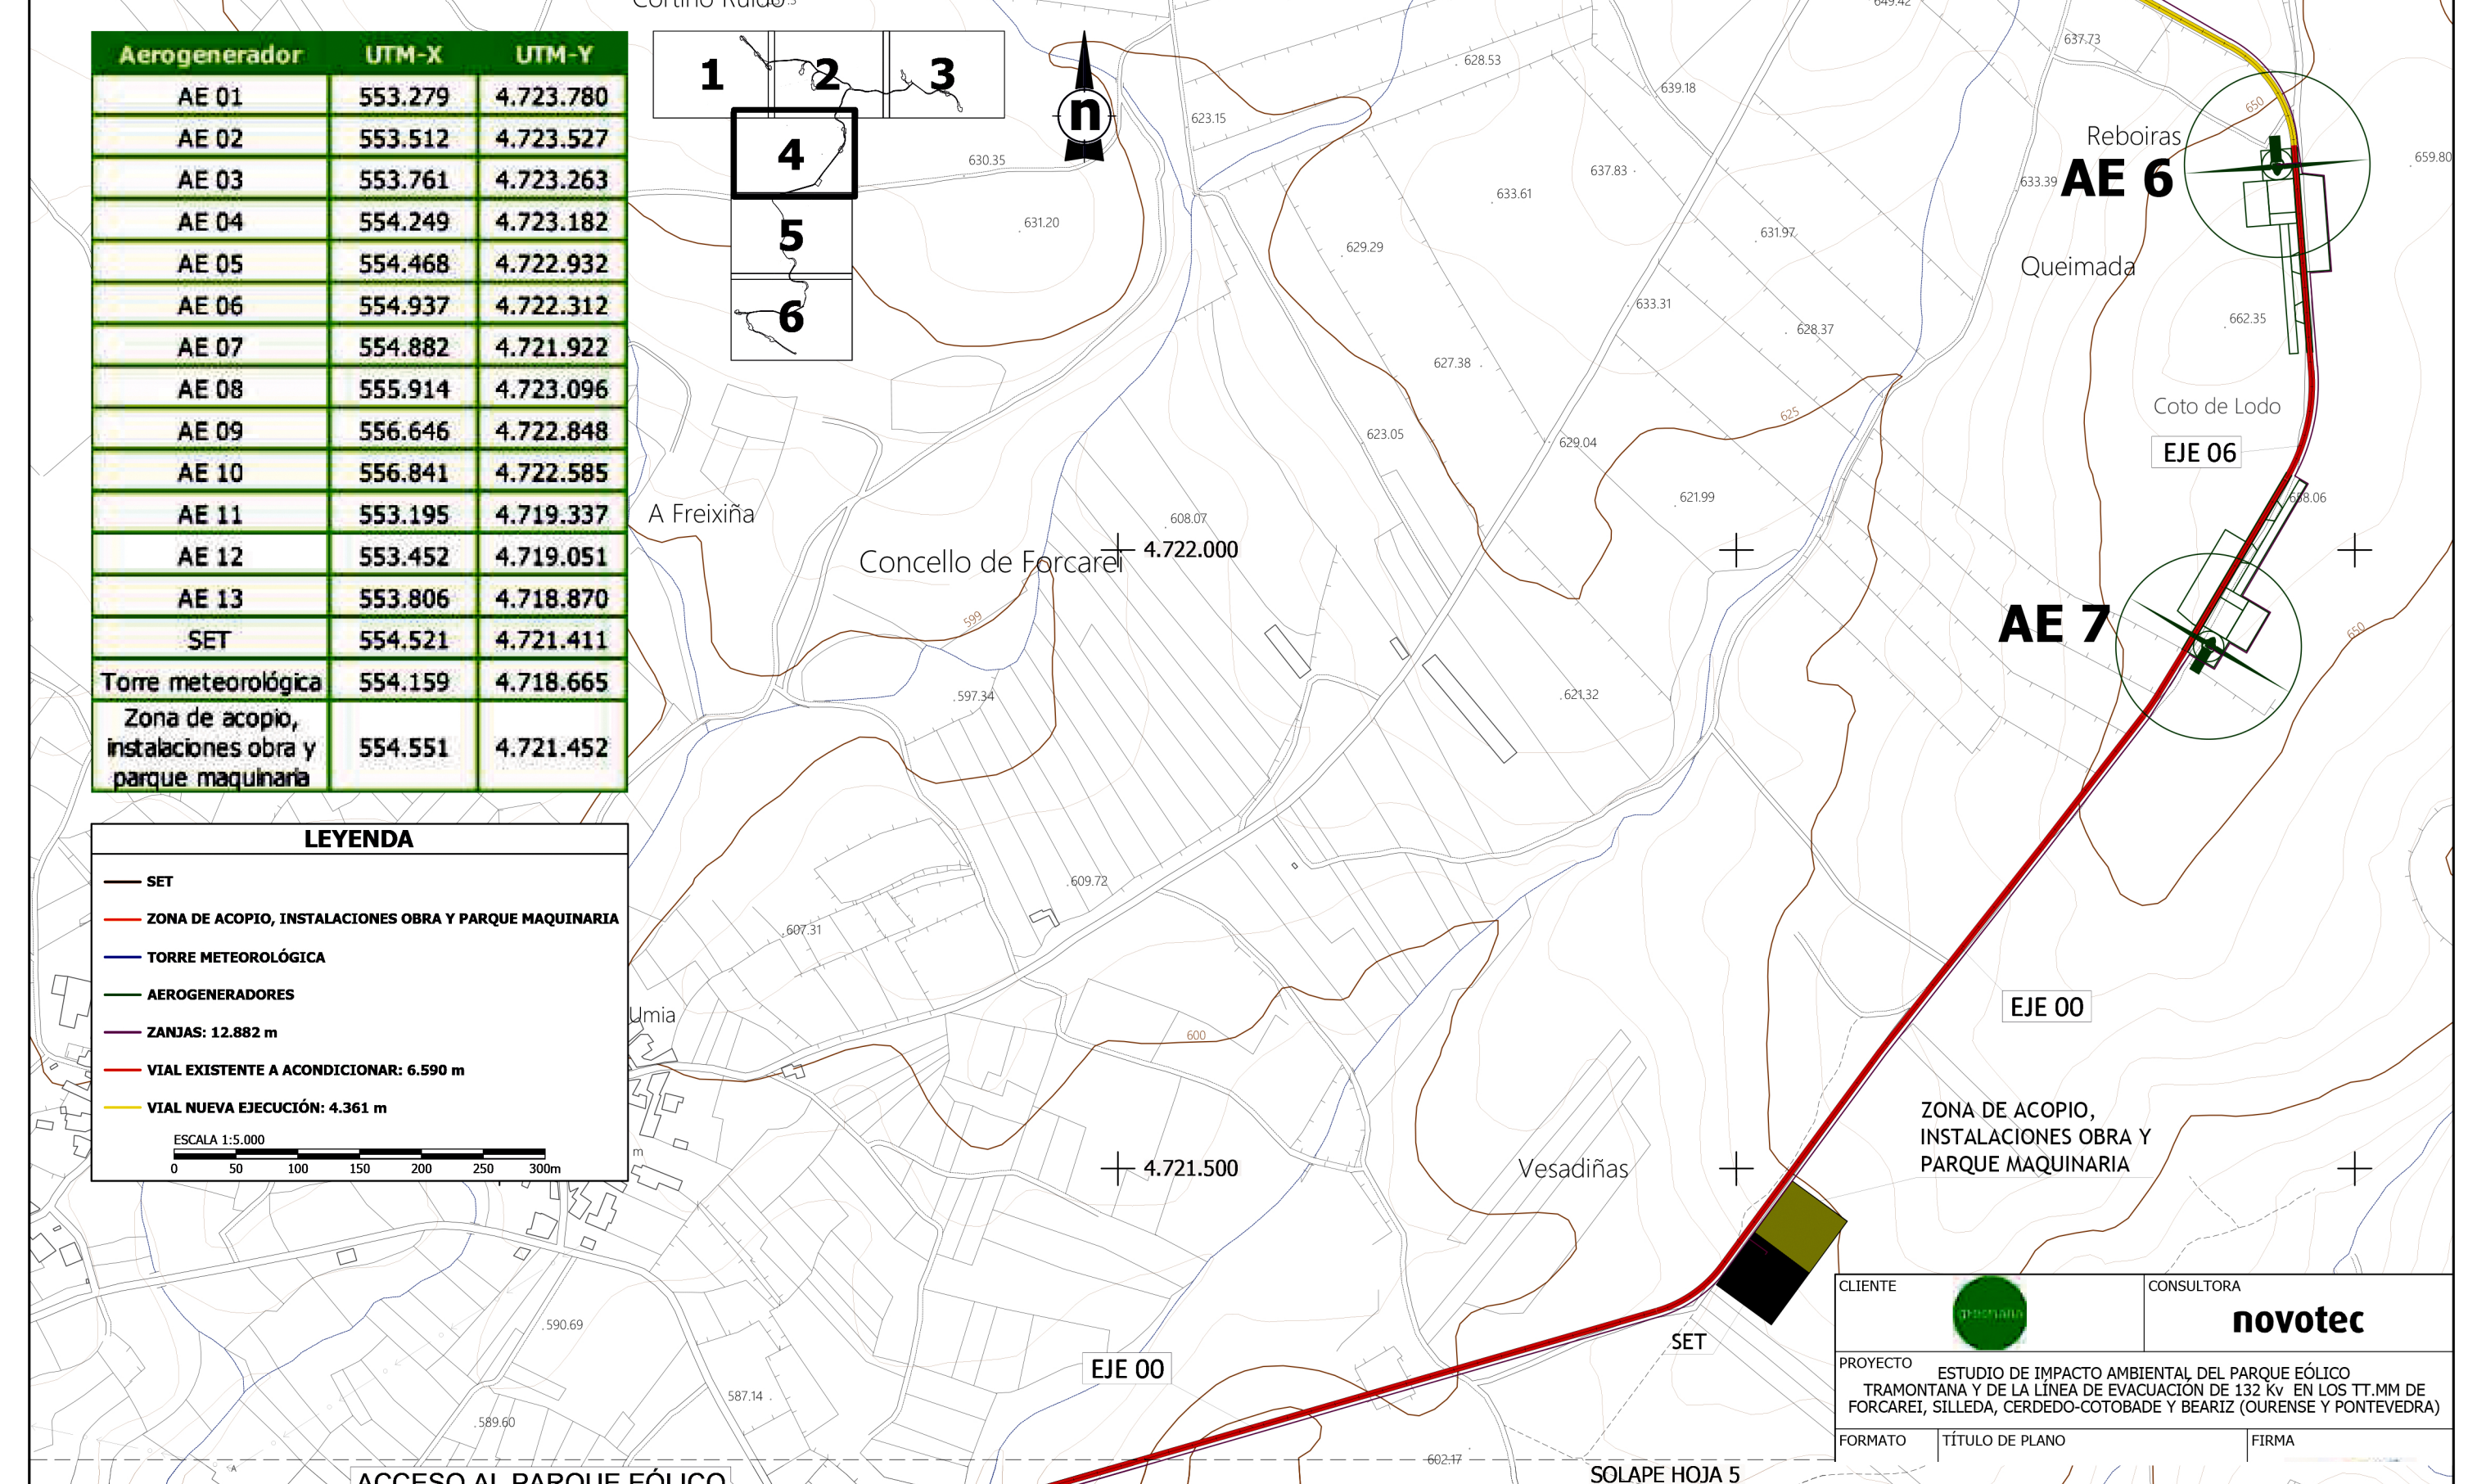 Aerogenerador UTM-X UTM-Y
AE 01 553.279 4.723.780
AE 02 553.512 4.723.527
AE 03 553.761 4.723.263
AE 04 554.249 4.723.182
AE 05 554.468 4.722.932
AE 06 554.937 4.722.312
AE 07 554.882 4.721.922
AE 08 555.914 4.723.096
AE 09 556.646 4.722.848
AE 10 556.841 4.722.585
AE 11 553.195 4.719.337
AE 12 553.452 4.719.051
AE 13 553.806 4.718.870
SET 554.521 4.721.411
Torre meteorológica 554.159 4.718.665
Zona de acopio,
instalaciones obra y
parque maquinaria
554.551 4.721.452
LEYENDA
SET
ZONA DE ACOPIO, INSTALACIONES OBRA Y PARQUE MAQUINARIA
TORRE METEOROLÓGICA
AEROGENERADORES
ZANJAS: 12.882 m
VIAL EXISTENTE A ACONDICIONAR: 6.590 m
VIAL NUEVA EJECUCIÓN: 4.361 m
ESCALA 1:5.000
0 50 100 150 200 250 300m
1 2 3
4
5
6
n
649.42
637.73
628.53
639.18
650
623.15
Reboiras
659.80
630.35
637.83
633.39
AE 6
633.61
631.20
631.97
629.29
Queimada
633.31
662.35
628.37
627.38
Coto de Lodo
625
623.05
629.04
EJE 06
621.99
658.06
A Freixiña
608.07
Concello de Forcarei
4.722.000
599
AE 7
650
597.34
621.32
609.72
607.31
Umia
600
EJE 00
ZONA DE ACOPIO,
INSTALACIONES OBRA Y
PARQUE MAQUINARIA
m
4.721.500
Vesadiñas
590.69
SET
EJE 00
587.14
589.60
602.17
SOLAPE HOJA 5
ACCESO AL PARQUE EÓLICO
CLIENTE
CONSULTORA
novotec
PROYECTO
ESTUDIO DE IMPACTO AMBIENTAL DEL PARQUE EÓLICO
TRAMONTANA Y DE LA LÍNEA DE EVACUACIÓN DE 132 Kv EN LOS TT.MM DE
FORCAREI, SILLEDA, CERDEDO-COTOBADE Y BEARIZ (OURENSE Y PONTEVEDRA)
FORMATO TÍTULO DE PLANO FIRMA